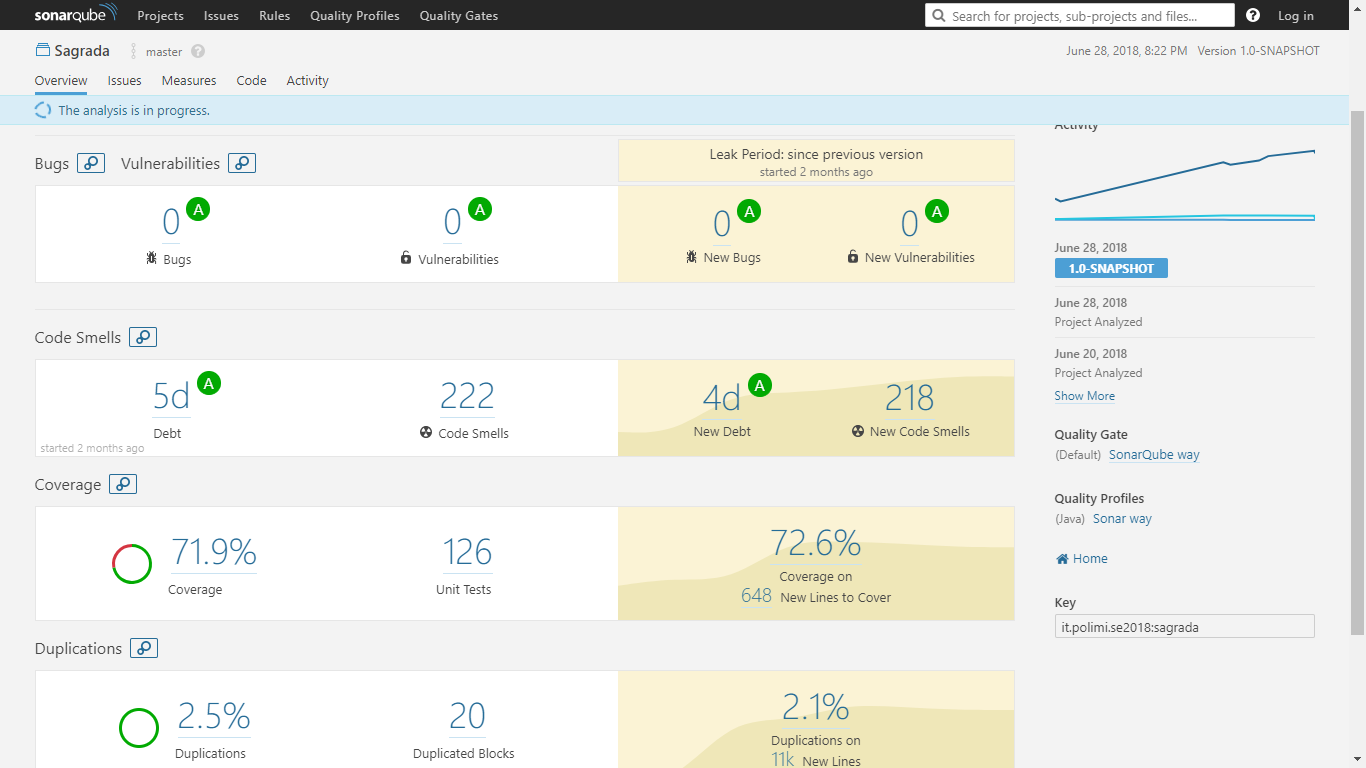 sonarqube Projects Issues Rules Quality Profiles Quality Gates Search for projects, sub-projects and files... ? Log in
Sagrada master ? June 28, 2018, 8:22 PM Version 1.0-SNAPSHOT
Overview Issues Measures Code Activity
The analysis is in progress.
Bugs Vulnerabilities
Leak Period: since previous version
started 2 months ago
0 A
Bugs
0 A
Vulnerabilities
0 A
New Bugs
0 A
New Vulnerabilities
Code Smells
5d A
Debt
started 2 months ago
222
Code Smells
4d A
New Debt
218
New Code Smells
Coverage
71.9%
Coverage
126
Unit Tests
72.6%
Coverage on
648 New Lines to Cover
Duplications
2.5%
Duplications
20
Duplicated Blocks
2.1%
Duplications on
11k New Lines
Activity
June 28, 2018
1.0-SNAPSHOT
June 28, 2018
Project Analyzed
June 20, 2018
Project Analyzed
Show More
Quality Gate
(Default) SonarQube way
Quality Profiles
(Java) Sonar way
Home
Key
it.polimi.se2018:sagrada